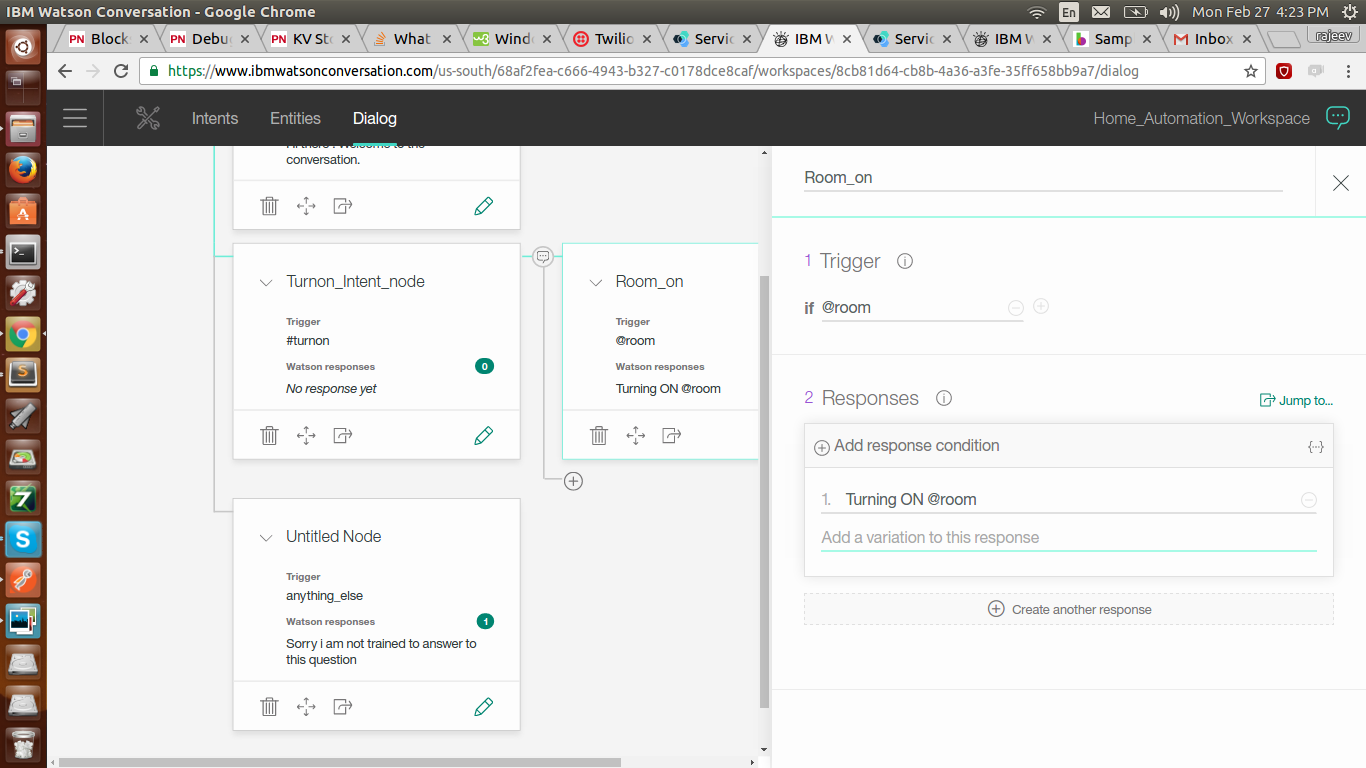 IBM Watson Conversation - Google Chrome
En
Mon Feb 27 4:23 PM
PN Block
PN Debug
PN KV St
What
Wind
Twilio
Servic
IBM W
Servic
IBM W
Samp
Inbox
rajeev
https://www.ibmwatsonconversation.com/us-south/68af2fea-c666-4943-b327-c0178dce8caf/workspaces/8cb81d64-cb8b-4a36-a3fe-35ff658bb9a7/dialog
Intents
Entities
Dialog
Home_Automation_Workspace
conversation.
Turnon_Intent_node
Trigger
#turnon
Watson responses
0
No response yet
Room_on
Trigger
@room
Watson responses
Turning ON @room
Untitled Node
Trigger
anything_else
Watson responses
1
Sorry i am not trained to answer to
this question
Room_on
1 Trigger
if @room
2 Responses
Jump to...
Add response condition
1. Turning ON @room
Add a variation to this response
Create another response